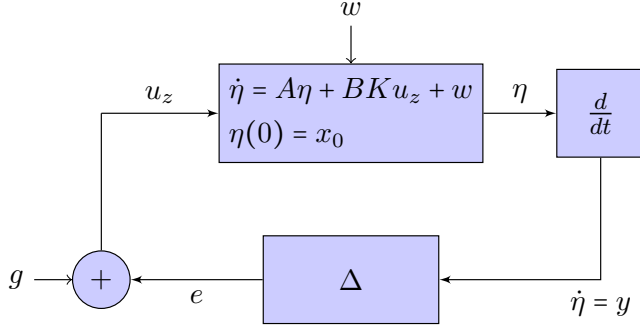 w
u_z
η̇ = Aη + BKu_z + w
η(0) = x_0
η
d/dt
g
+
e
Δ
η̇ = y